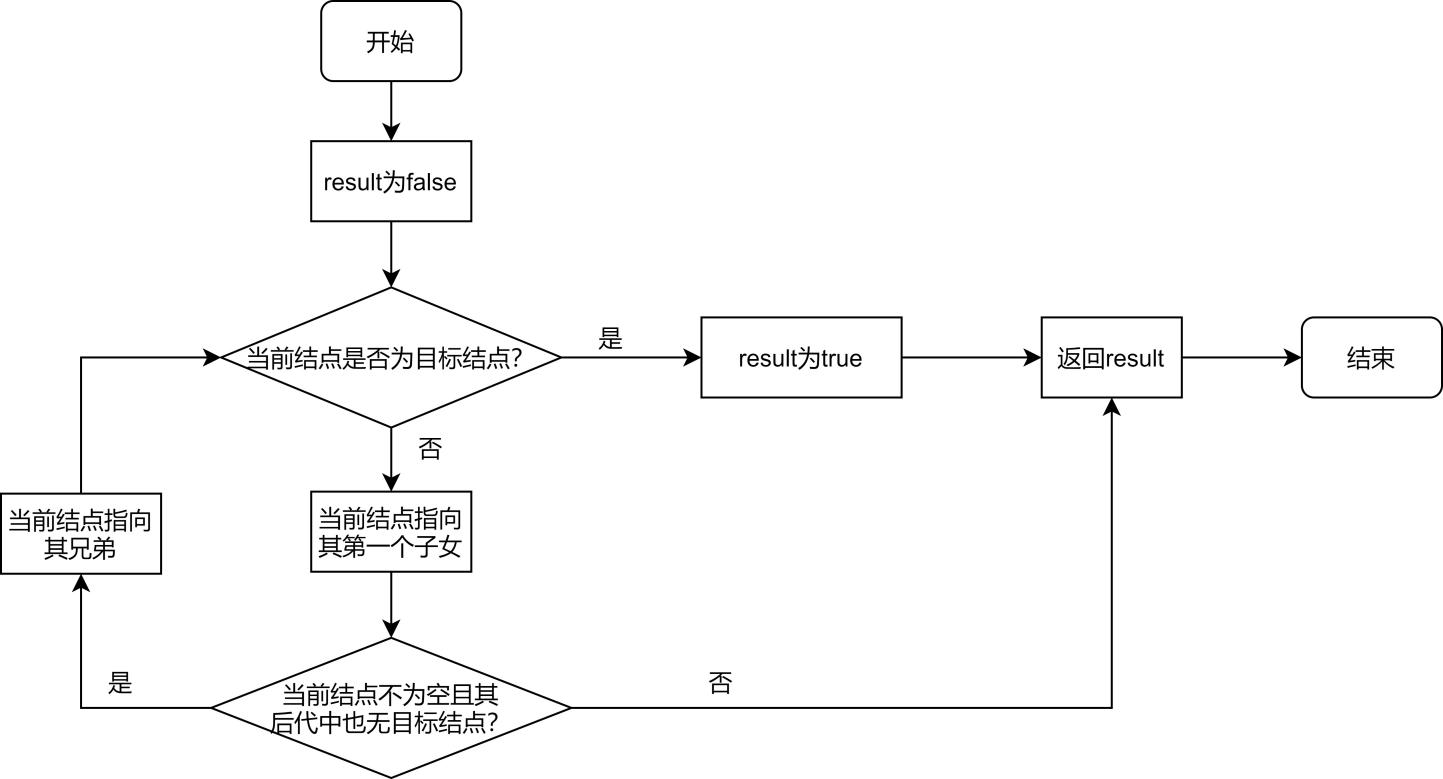 开始
result为false
当前结点是否为目标结点?
是
result为true
返回result
结束
否
当前结点指向
其兄弟
当前结点指向
其第一个子女
是
当前结点不为空且其
后代中也无目标结点?
否